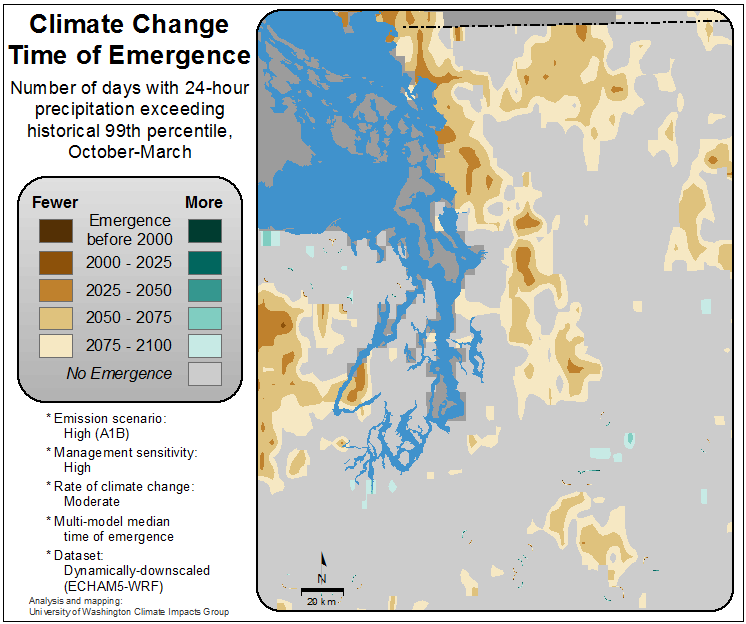 Climate Change
Time of Emergence
Number of days with 24-hour
precipitation exceeding
historical 99th percentile,
October-March
Fewer More
Emergence
before 2000
2000 - 2025
2025 - 2050
2050 - 2075
2075 - 2100
No Emergence
* Emission scenario:
High (A1B)
* Management sensitivity:
High
* Rate of climate change:
Moderate
* Multi-model median
time of emergence
* Dataset:
Dynamically-downscaled
(ECHAM5-WRF)
Analysis and mapping:
University of Washington Climate Impacts Group
N
20 km